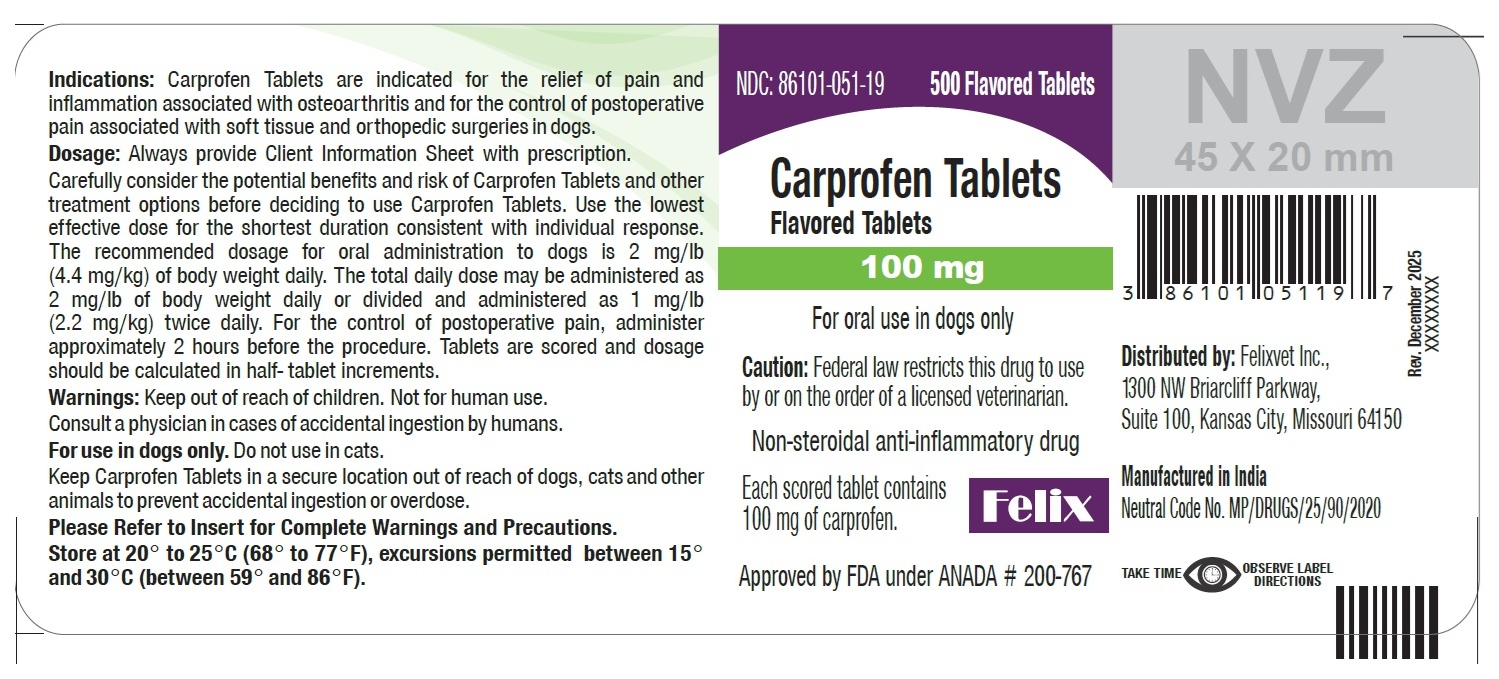 Indications: Carprofen Tablets are indicated for the relief of pain and
inflammation associated with osteoarthritis and for the control of postoperative
pain associated with soft tissue and orthopedic surgeries in dogs.
Dosage: Always provide Client Information Sheet with prescription.
Carefully consider the potential benefits and risk of Carprofen Tablets and other
treatment options before deciding to use Carprofen Tablets. Use the lowest
effective dose for the shortest duration consistent with individual response.
The recommended dosage for oral administration to dogs is 2 mg/lb
(4.4 mg/kg) of body weight daily. The total daily dose may be administered as
2 mg/lb of body weight daily or divided and administered as 1 mg/lb
(2.2 mg/kg) twice daily. For the control of postoperative pain, administer
approximately 2 hours before the procedure. Tablets are scored and dosage
should be calculated in half- tablet increments.
Warnings: Keep out of reach of children. Not for human use.
Consult a physician in cases of accidental ingestion by humans.
For use in dogs only. Do not use in cats.
Keep Carprofen Tablets in a secure location out of reach of dogs, cats and other
animals to prevent accidental ingestion or overdose.
Please Refer to Insert for Complete Warnings and Precautions.
Store at 20° to 25°C (68° to 77°F), excursions permitted between 15°
and 30°C (between 59° and 86°F).
NDC: 86101-051-19 500 Flavored Tablets
Carprofen Tablets
Flavored Tablets
100 mg
For oral use in dogs only
Caution: Federal law restricts this drug to use
by or on the order of a licensed veterinarian.
Non-steroidal anti-inflammatory drug
Each scored tablet contains
100 mg of carprofen.
Felix
Approved by FDA under ANADA # 200-767
NVZ
45 X 20 mm
3 86101 05119 7
Rev. December 2025
XXXXXXXX
Distributed by: Felixvet Inc.,
1300 NW Briarcliff Parkway,
Suite 100, Kansas City, Missouri 64150
Manufactured in India
Neutral Code No. MP/DRUGS/25/90/2020
TAKE TIME OBSERVE LABEL
DIRECTIONS